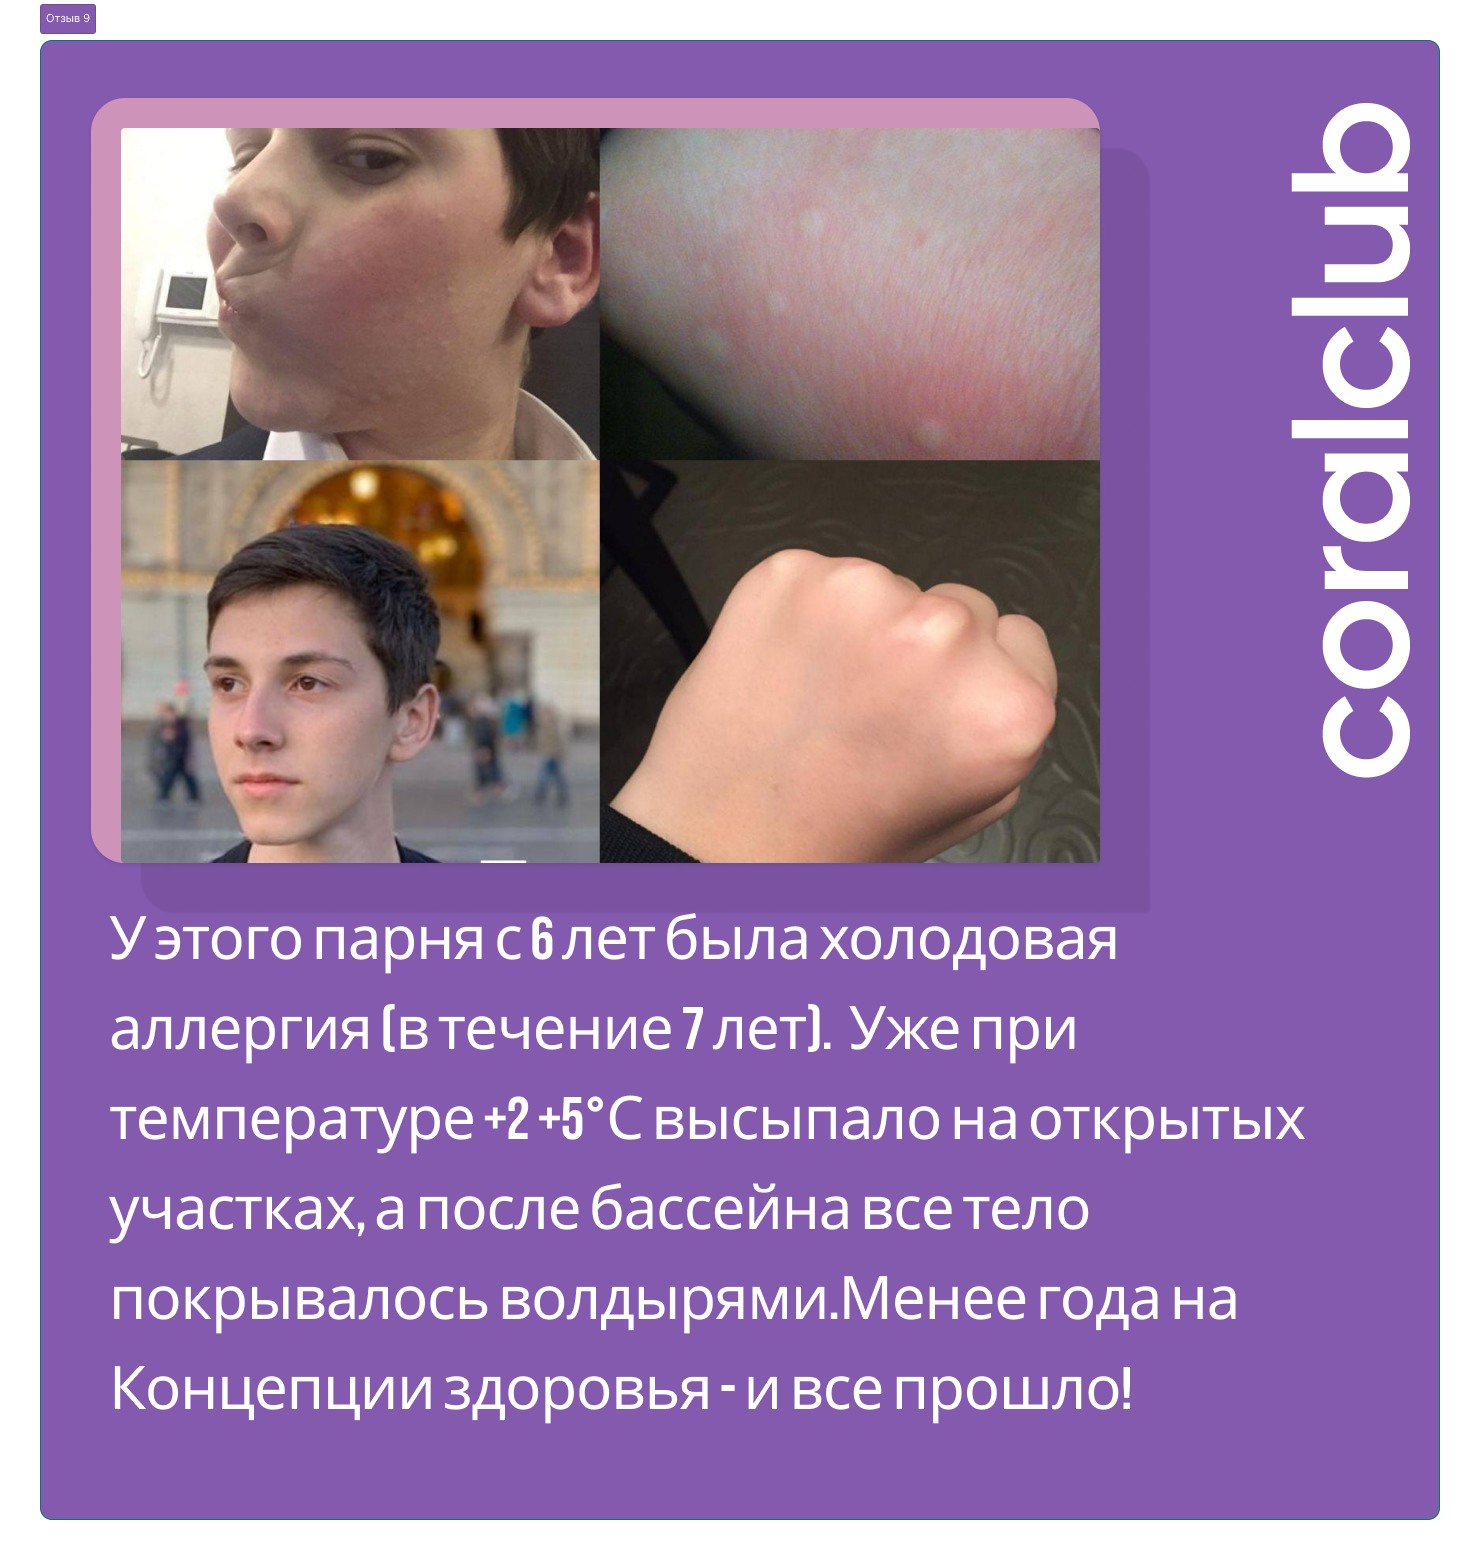 Отзыв 9
coralclub
У этого парня с 6 лет была холодовая
аллергия (в течение 7 лет). Уже при
температуре +2 +5°С высыпало на открытых
участках, а после бассейна все тело
покрывалось волдырями.Менее года на
Концепции здоровья - и все прошло!